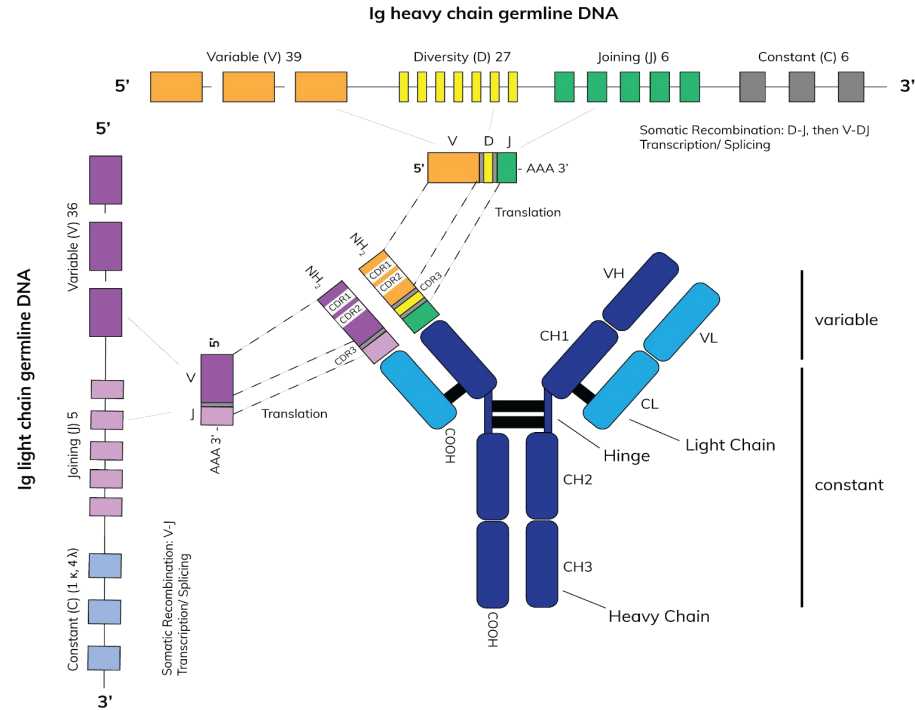 Ig heavy chain germline DNA
Variable (V) 39
Diversity (D) 27
Joining (J) 6
Constant (C) 6
5’
3’
Somatic Recombination: D-J, then V-DJ
Transcription/ Splicing
V
D
J
5’
AAA 3’
Translation
Ig light chain germline DNA
5’
Variable (V) 36
Joining (J) 5
Constant (C) (1 κ, 4 λ)
3’
Somatic Recombination: V-J
Transcription/ Splicing
5’
V
J
AAA 3’
Translation
NH2
CDR1
CDR2
CDR3
NH2
CDR1
CDR2
CDR3
COOH
COOH
VH
VL
CH1
CL
Hinge
Light Chain
CH2
CH3
Heavy Chain
variable
constant